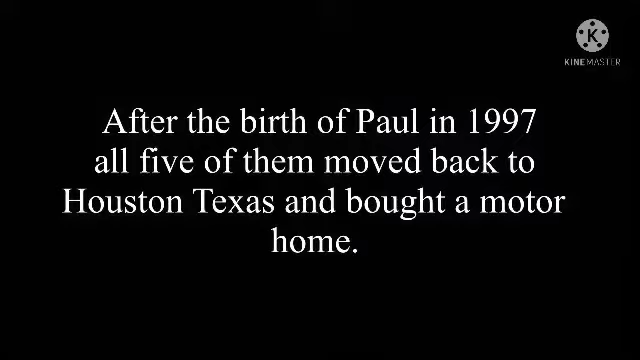 K
KINEMASTER
After the birth of Paul in 1997
all five of them moved back to
Houston Texas and bought a motor
home.